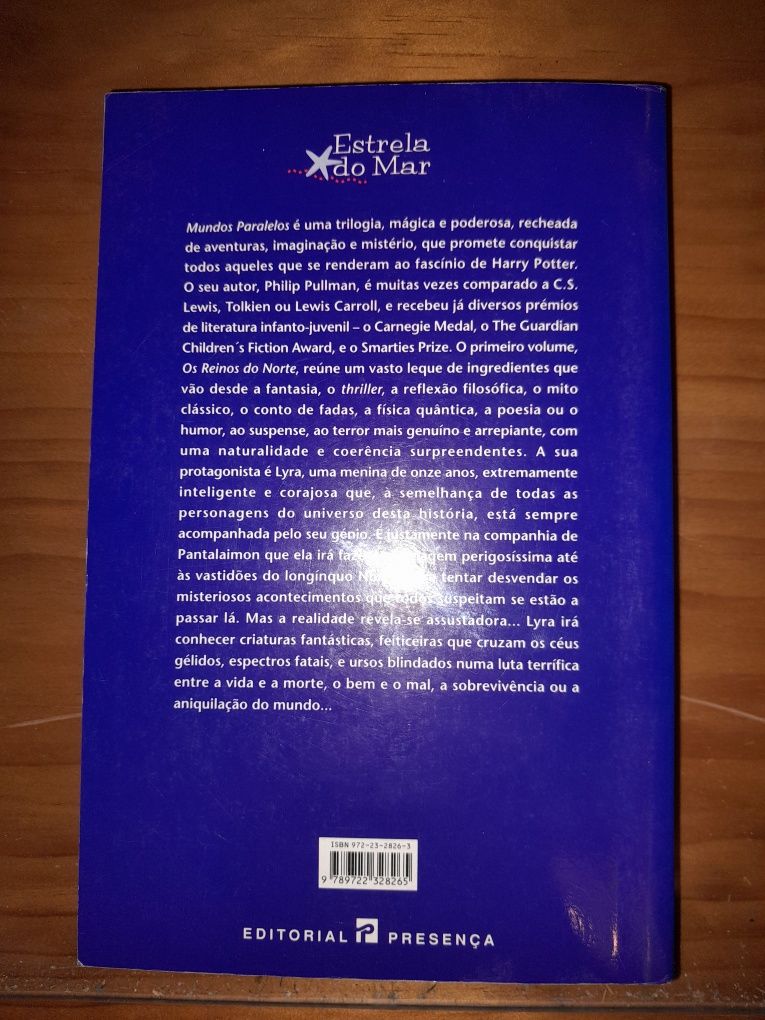 Estrela
do Mar
Mundos Paralelos é uma trilogia, mágica e poderosa, recheada
de aventuras, imaginação e mistério, que promete conquistar
todos aqueles que se renderam ao fascínio de Harry Potter.
O seu autor, Philip Pullman, é muitas vezes comparado a C.S.
Lewis, Tolkien ou Lewis Carroll, e recebeu já diversos prémios
de literatura infanto-juvenil – o Carnegie Medal, o The Guardian
Children´s Fiction Award, e o Smarties Prize. O primeiro volume,
Os Reinos do Norte, reúne um vasto leque de ingredientes que
vão desde a fantasia, o thriller, a reflexão filosófica, o mito
clássico, o conto de fadas, a física quântica, a poesia ou o
humor, ao suspense, ao terror mais genuíno e arrepiante, com
uma naturalidade e coerência surpreendentes. A sua
protagonista é Lyra, uma menina de onze anos, extremamente
inteligente e corajosa que, à semelhança de todas as
personagens do universo desta história, está sempre
acompanhada pelo seu génio. É justamente na companhia de
Pantalaimon que ela irá perigosíssima até
às vastidões do longínquo tentar desvendar os
misteriosos acontecimentos que suspeitam se estão a
passar lá. Mas a realidade revela-se assustadora... Lyra irá
conhecer criaturas fantásticas, feiticeiras que cruzam os céus
gélidos, espectros fatais, e ursos blindados numa luta terrífica
entre a vida e a morte, o bem e o mal, a sobrevivência ou a
aniquilação do mundo...
ISBN 972-23-2826-3
9 789722 328265
EDITORIAL P PRESENÇA